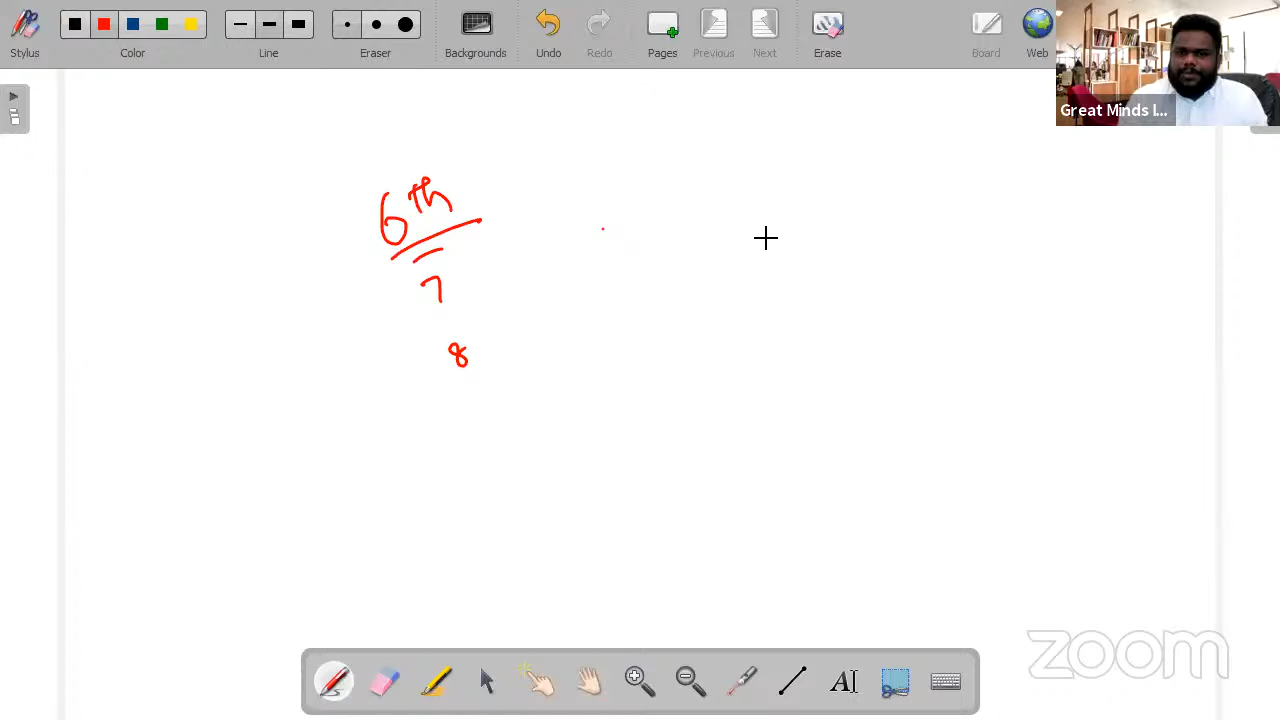 Stylus
Color
Line
Eraser
Backgrounds
Undo
Redo
Pages
Previous
Next
Erase
Board
Web
Great Minds I...
6th
7
8
zoom
AI